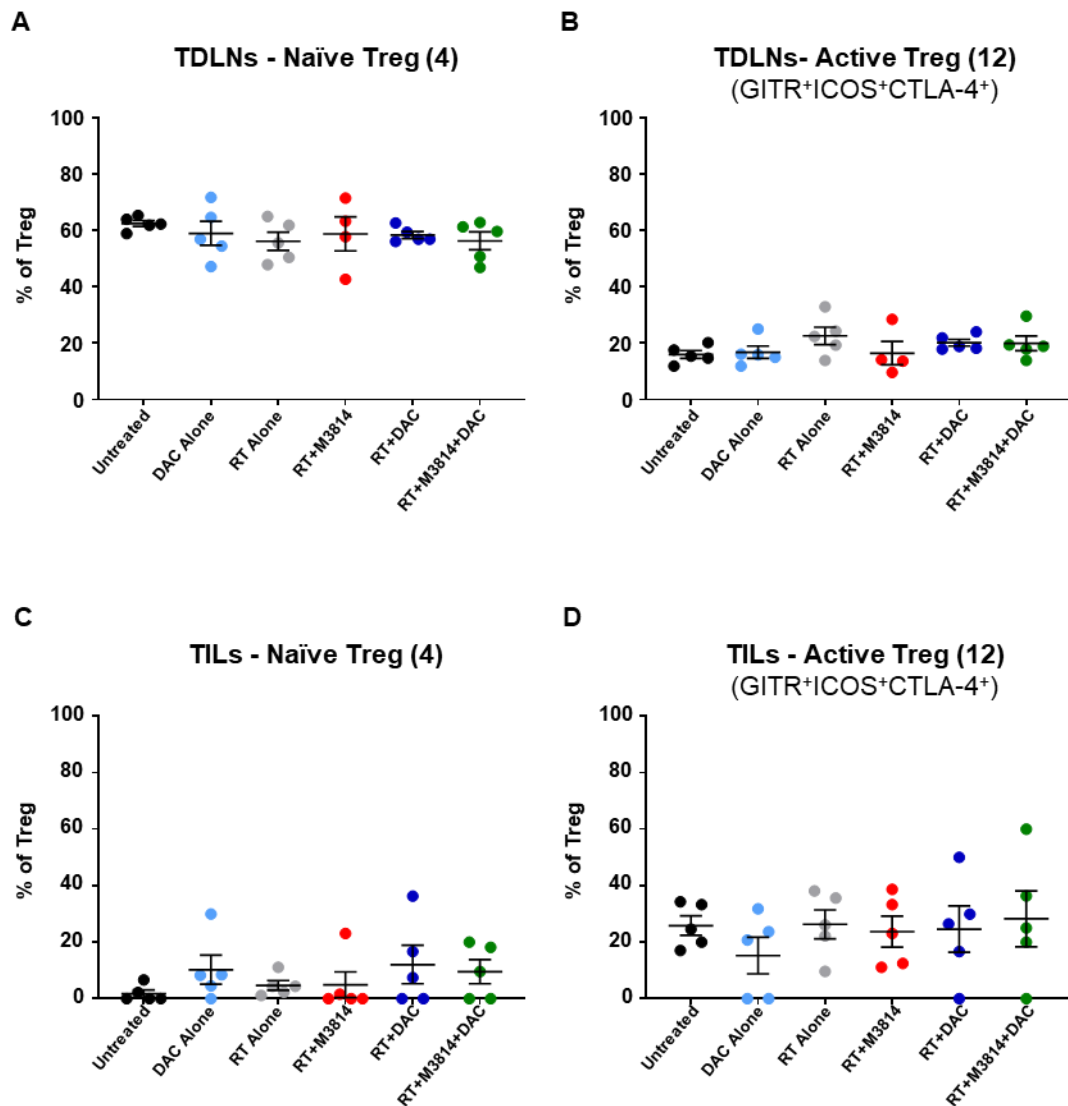 A
TDLNs - Naïve Treg (4)
% of Treg
100
80
60
40
20
0
Untreated
DAC Alone
RT Alone
RT+M3814
RT+DAC
RT+M3814+DAC
B
TDLNs- Active Treg (12)
(GITR⁺ICOS⁺CTLA-4⁺)
% of Treg
100
80
60
40
20
0
Untreated
DAC Alone
RT Alone
RT+M3814
RT+DAC
RT+M3814+DAC
C
TILs - Naïve Treg (4)
% of Treg
100
80
60
40
20
0
Untreated
DAC Alone
RT Alone
RT+M3814
RT+DAC
RT+M3814+DAC
D
TILs - Active Treg (12)
(GITR⁺ICOS⁺CTLA-4⁺)
% of Treg
100
80
60
40
20
0
Untreated
DAC Alone
RT Alone
RT+M3814
RT+DAC
RT+M3814+DAC